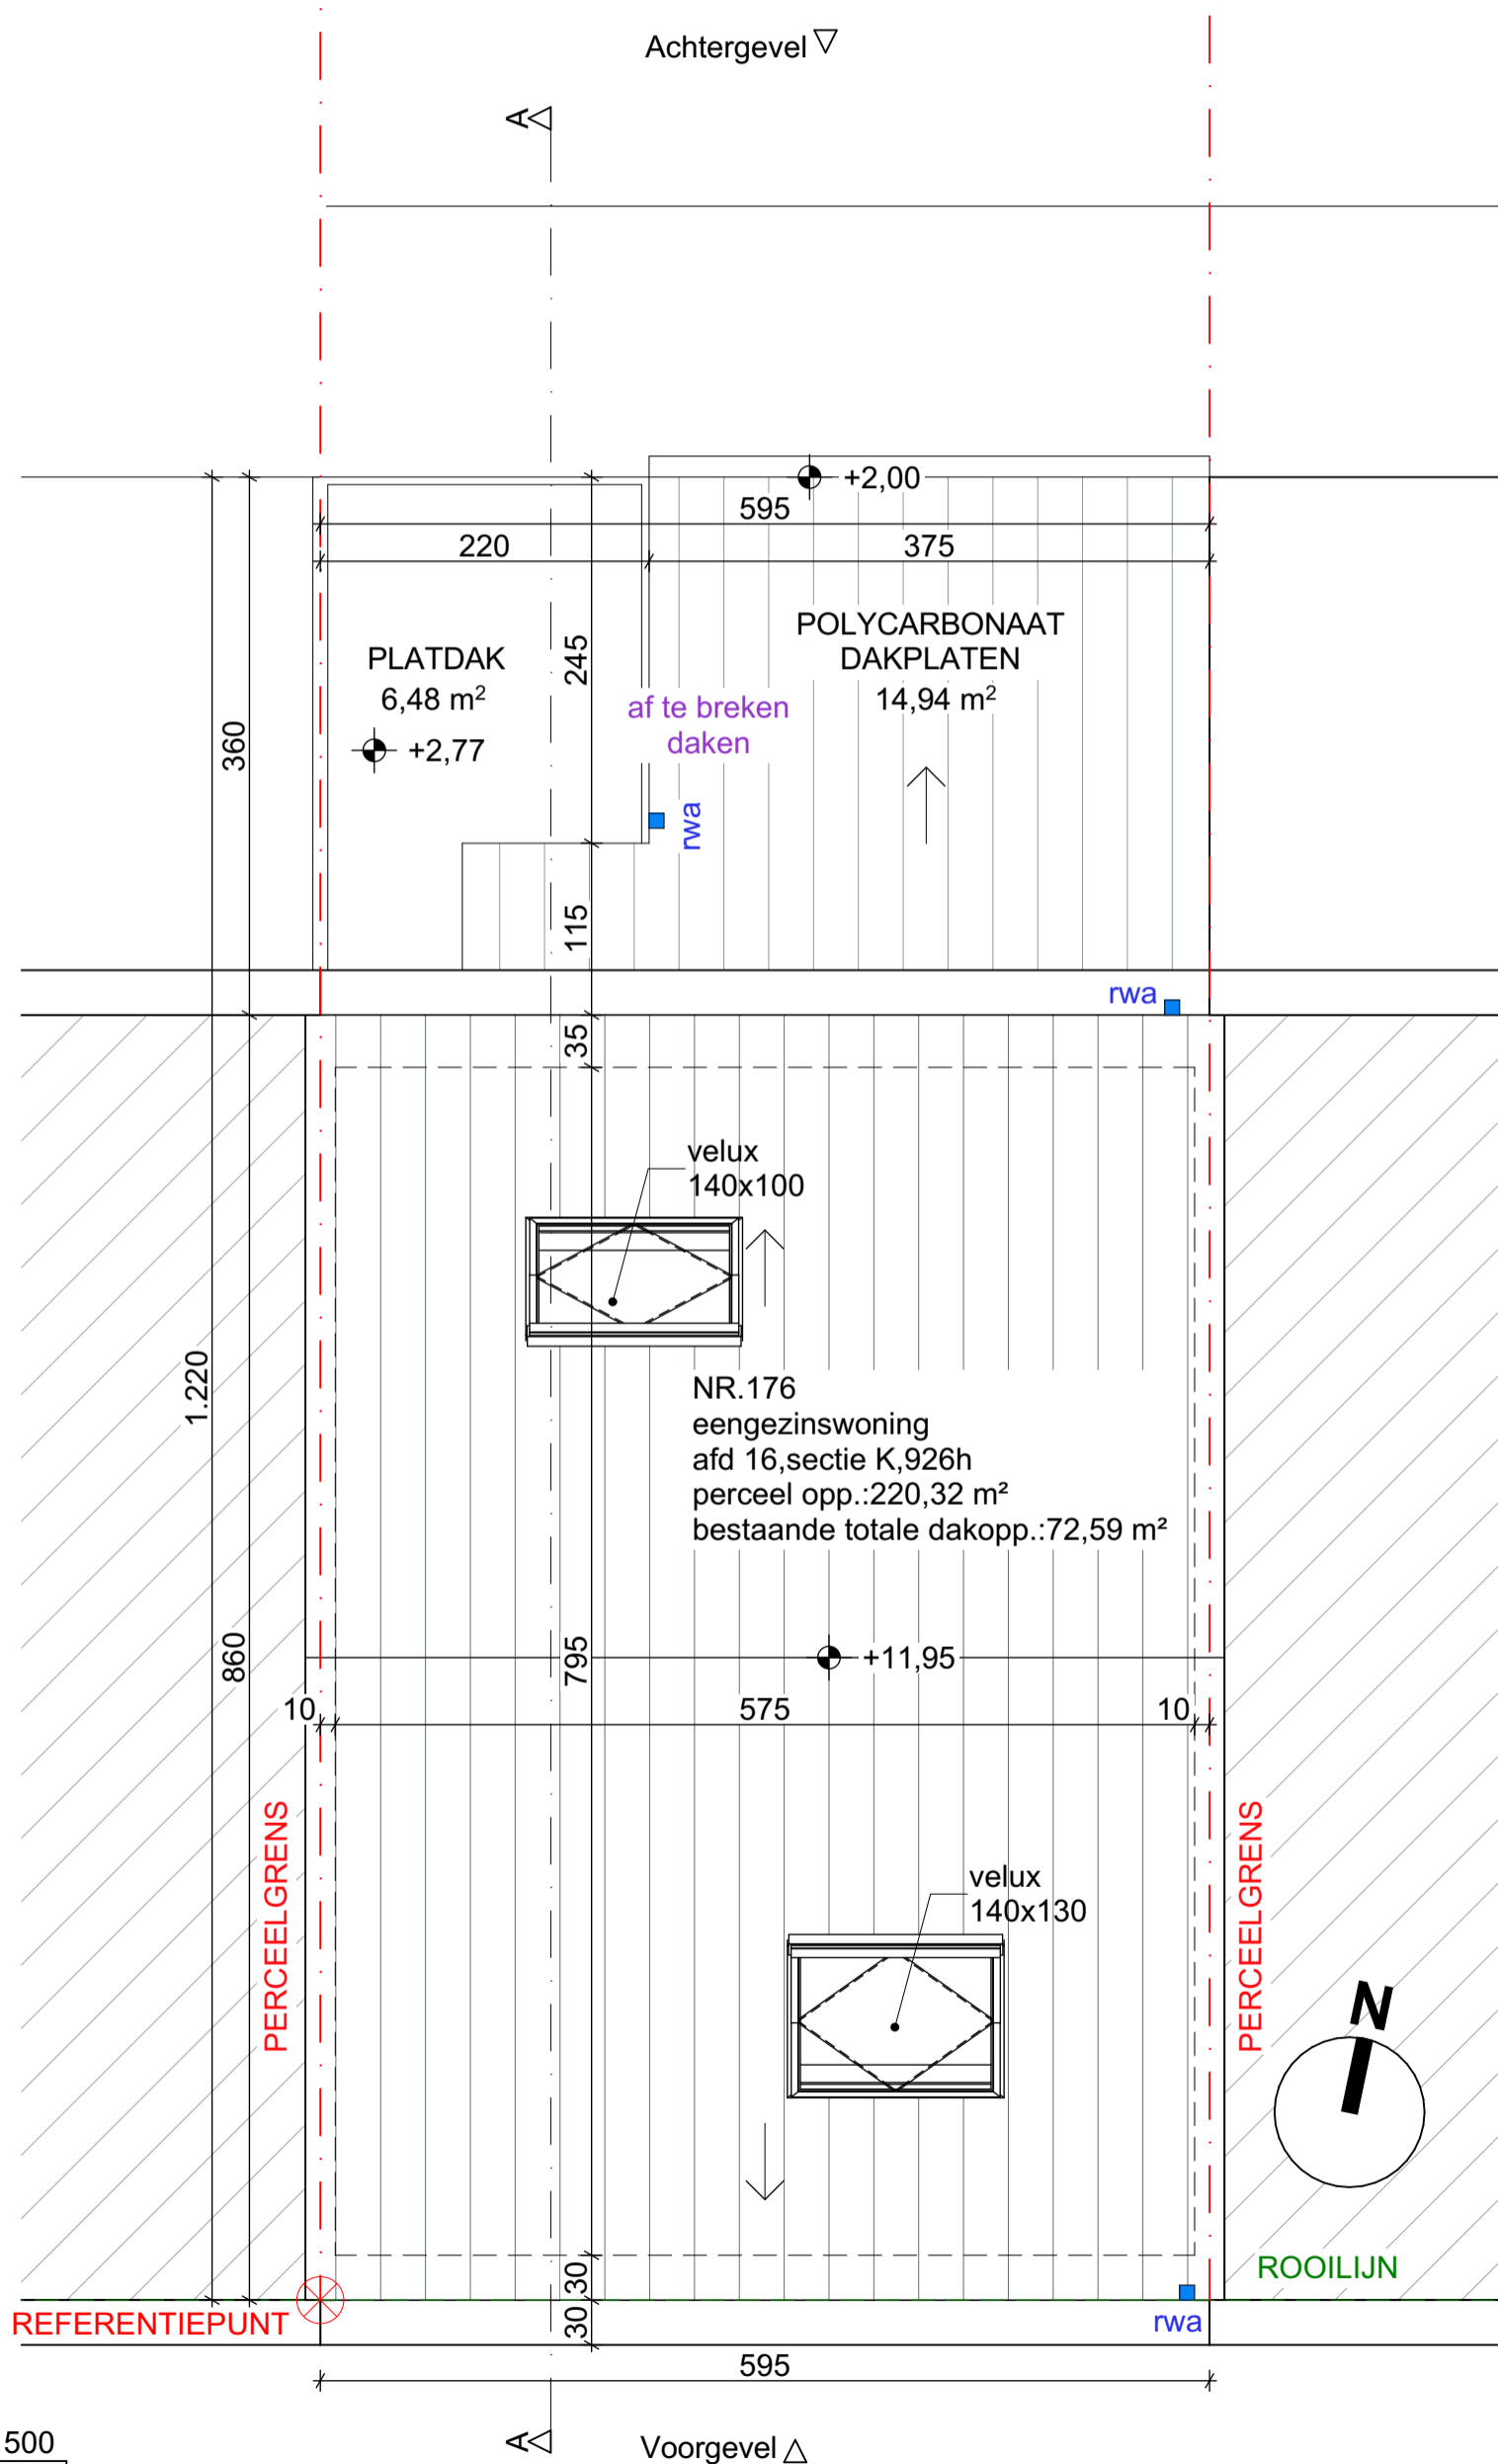 Achtergevel
A
+2,00
595
220
375
POLYCARBONAAT
DAKPLATEN
14,94 m²
PLATDAK
6,48 m²
+2,77
245
af te breken
daken
360
rwa
115
rwa
35
velux
140x100
1.220
NR.176
eengezinswoning
afd 16,sectie K,926h
perceel opp.:220,32 m²
bestaande totale dakopp.:72,59 m²
860
795
+11,95
10
575
10
PERCEELGRENS
PERCEELGRENS
velux
140x130
N
ROOILIJN
30
REFERENTIEPUNT
30
rwa
595
A
Voorgevel
500